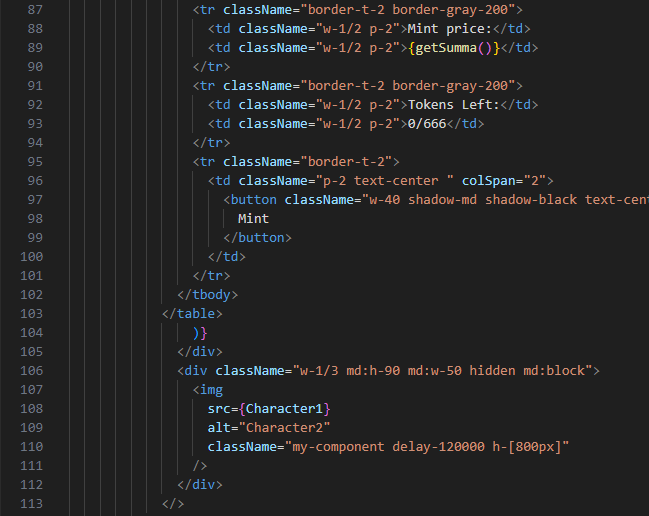 87 <tr className="border-t-2 border-gray-200">
88 <td className="w-1/2 p-2">Mint price:</td>
89 <td className="w-1/2 p-2">{getSumma()}</td>
90 </tr>
91 <tr className="border-t-2 border-gray-200">
92 <td className="w-1/2 p-2">Tokens Left:</td>
93 <td className="w-1/2 p-2">0/666</td>
94 </tr>
95 <tr className="border-t-2">
96 <td className="p-2 text-center " colSpan="2">
97 <button className="w-40 shadow-md shadow-black text-cent
98 Mint
99 </button>
100 </td>
101 </tr>
102 </tbody>
103 </table>
104 )}
105 </div>
106 <div className="w-1/3 md:h-90 md:w-50 hidden md:block">
107 <img
108 src={Character1}
109 alt="Character2"
110 className="my-component delay-120000 h-[800px]"
111 />
112 </div>
113 </>